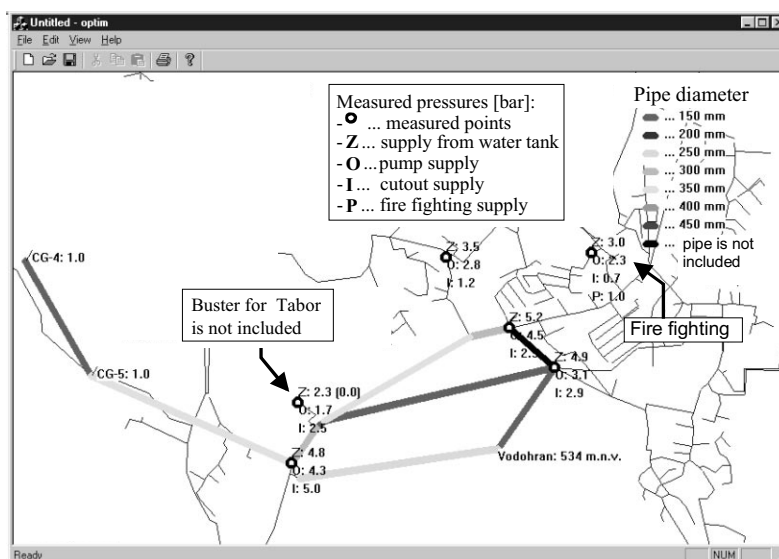 Untitled - optim
File Edit View Help
Measured pressures [bar]:
- ... measured points
- Z ... supply from water tank
- O ... pump supply
- I ... cutout supply
- P ... fire fighting supply
Pipe diameter
... 150 mm
... 200 mm
... 250 mm
... 300 mm
... 350 mm
... 400 mm
... 450 mm
... pipe is not
included
CG-4: 1.0
Z: 3.5
O: 2.8
I: 1.2
Z: 3.0
O: 2.3
I: 0.7
P: 1.0
Fire fighting
Buster for Tabor
is not included
Z: 5.2
O: 4.5
I: 2.
Z: 4.9
O: 3.1
I: 2.9
CG-5: 1.0
Z: 2.3 (0.0)
O: 1.7
I: 2.5
Z: 4.8
O: 4.3
I: 5.0
Vodohran: 534 m.n.v.
Ready
NUM